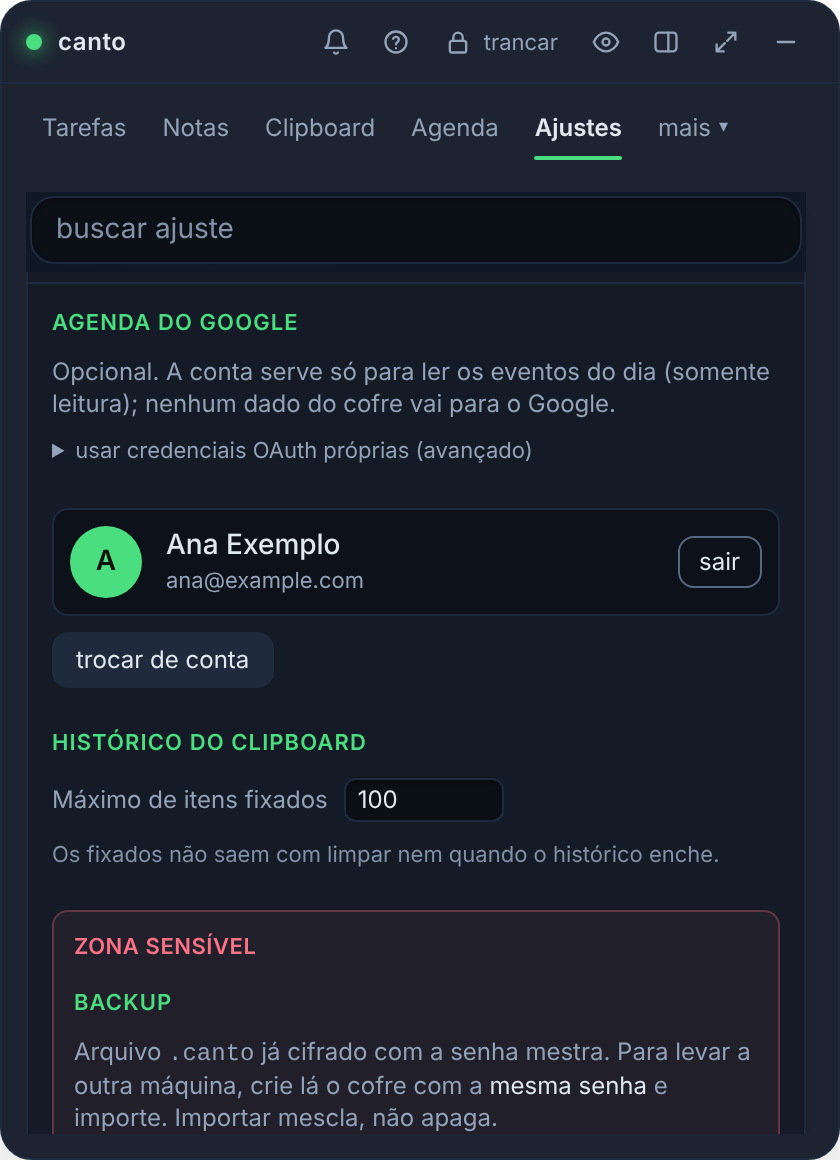 canto
trancar
Tarefas Notas Clipboard Agenda Ajustes mais ▾
buscar ajuste
AGENDA DO GOOGLE
Opcional. A conta serve só para ler os eventos do dia (somente
leitura); nenhum dado do cofre vai para o Google.
▶ usar credenciais OAuth próprias (avançado)
A
Ana Exemplo
ana@example.com
sair
trocar de conta
HISTÓRICO DO CLIPBOARD
Máximo de itens fixados 100
Os fixados não saem com limpar nem quando o histórico enche.
ZONA SENSÍVEL
BACKUP
Arquivo .canto já cifrado com a senha mestra. Para levar a
outra máquina, crie lá o cofre com a mesma senha e
importe. Importar mescla, não apaga.